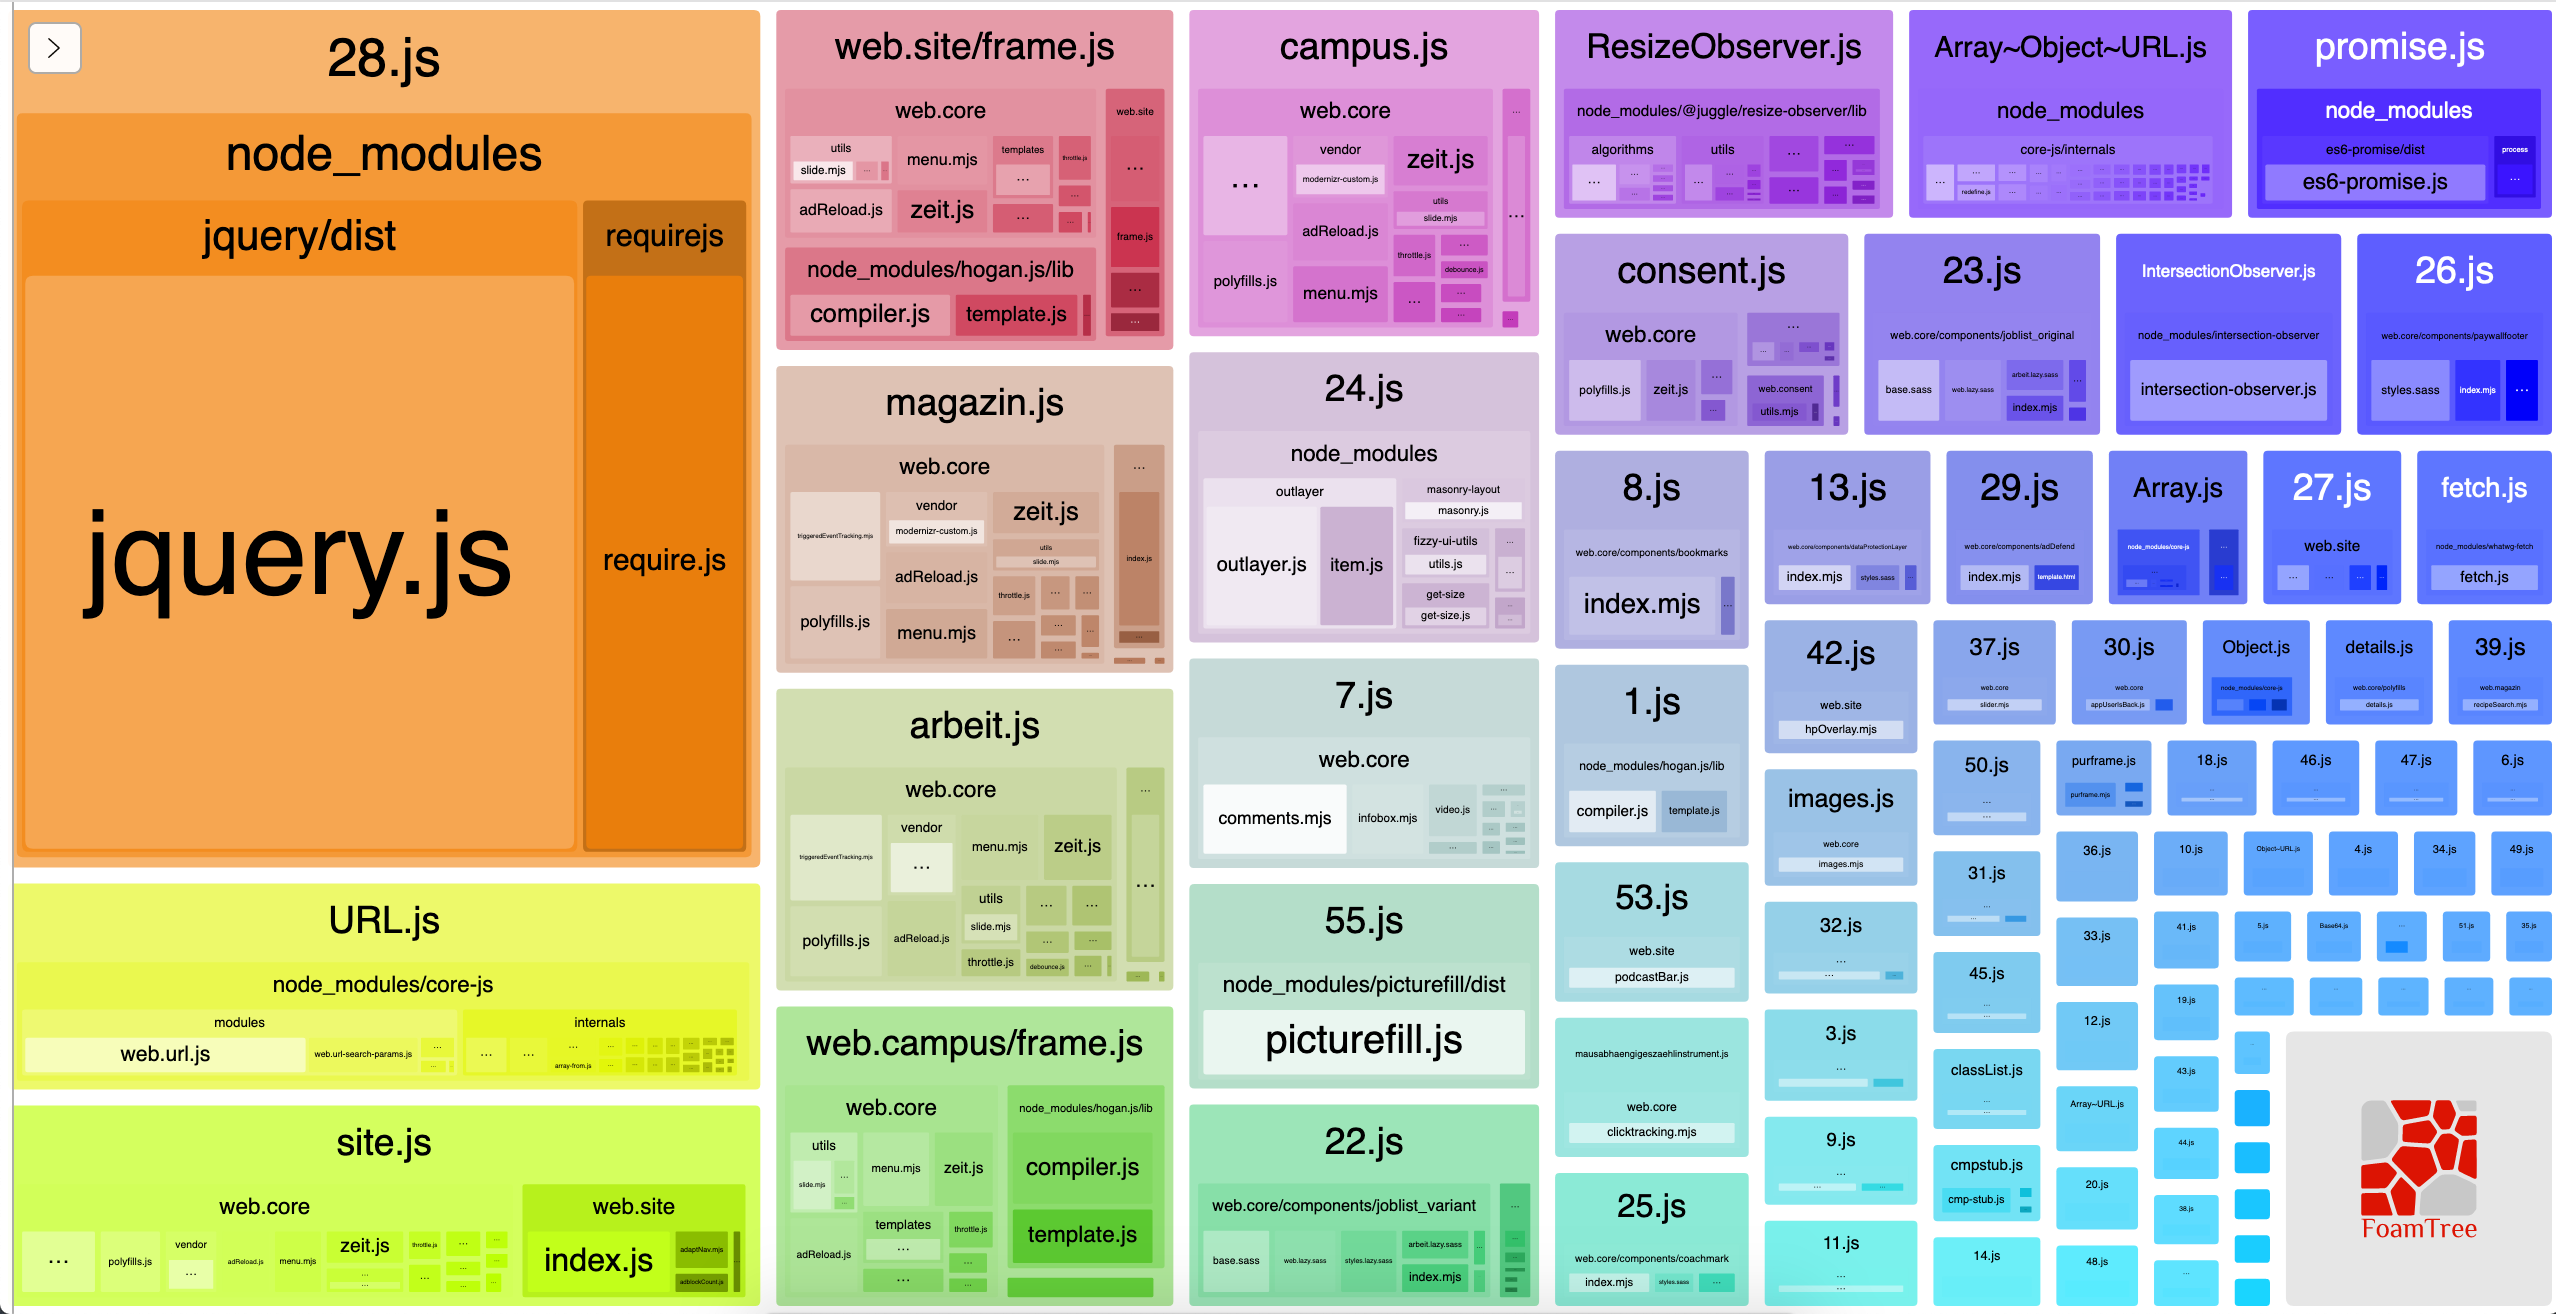 28.js
node_modules
jquery/dist
jquery.js
requirejs
require.js
URL.js
node_modules/core-js
modules
web.url.js
web.url-search-params.js
...
...
internals
...
...
...
array-from.js
...
site.js
web.core
...
polyfills.js
vendor
...
adReload.js
menu.mjs
zeit.js
...
throttle.js
...
...
web.site
index.js
adaptNav.mjs
adblockCount.js
web.site/frame.js
web.core
utils
slide.mjs
...
menu.mjs
templates
...
throttle.js
...
adReload.js
zeit.js
...
...
node_modules/hogan.js/lib
compiler.js
template.js
web.site
...
frame.js
...
...
magazin.js
web.core
triggeredEventTracking.mjs
polyfills.js
vendor
modernizr-custom.js
adReload.js
menu.mjs
zeit.js
utils
slide.mjs
throttle.js
...
...
...
...
index.js
...
arbeit.js
web.core
triggeredEventTracking.mjs
polyfills.js
vendor
...
adReload.js
menu.mjs
zeit.js
utils
slide.mjs
throttle.js
...
...
...
...
debounce.js
...
...
...
web.campus/frame.js
web.core
utils
slide.mjs
...
...
adReload.js
menu.mjs
zeit.js
templates
...
...
throttle.js
...
...
node_modules/hogan.js/lib
compiler.js
template.js
campus.js
web.core
...
polyfills.js
vendor
modernizr-custom.js
adReload.js
menu.mjs
zeit.js
utils
slide.mjs
throttle.js
...
debounce.js
...
...
...
...
...
24.js
node_modules
outlayer
outlayer.js
item.js
masonry-layout
masonry.js
fizzy-ui-utils
utils.js
get-size
get-size.js
...
...
...
7.js
web.core
comments.mjs
infobox.mjs
video.js
...
...
55.js
node_modules/picturefill/dist
picturefill.js
22.js
web.core/components/joblist_variant
base.sass
web.lazy.sass
styles.lazy.sass
arbeit.lazy.sass
index.mjs
...
...
ResizeObserver.js
node_modules/@juggle/resize-observer/lib
algorithms
...
...
utils
...
...
...
...
...
Array~Object~URL.js
node_modules
core-js/internals
...
...
redefine.js
...
promise.js
node_modules
es6-promise/dist
es6-promise.js
process
...
consent.js
web.core
polyfills.js
zeit.js
...
...
...
web.consent
utils.mjs
23.js
web.core/components/joblist_original
base.sass
web.lazy.sass
arbeit.lazy.sass
index.mjs
...
IntersectionObserver.js
node_modules/intersection-observer
intersection-observer.js
26.js
web.core/components/paywallfooter
styles.sass
index.mjs
...
8.js
web.core/components/bookmarks
index.mjs
...
13.js
web.core/components/dataProtectionLayer
index.mjs
styles.sass
...
29.js
web.core/components/adDefend
index.mjs
template.html
Array.js
node_modules/core-js
...
...
...
27.js
web.site
...
...
...
...
fetch.js
node_modules/whatwg-fetch
fetch.js
1.js
node_modules/hogan.js/lib
compiler.js
template.js
42.js
web.site
hpOverlay.mjs
37.js
web.core
slider.mjs
30.js
web.core
appUserIsBack.js
Object.js
node_modules/core-js
details.js
web.core/polyfills
details.js
39.js
web.magazin
recipeSearch.mjs
images.js
web.core
images.mjs
50.js
...
purframe.js
purframe.mjs
18.js
46.js
47.js
6.js
53.js
web.site
podcastBar.js
32.js
...
...
31.js
...
...
36.js
10.js
Object~URL.js
4.js
34.js
49.js
45.js
...
33.js
41.js
5.js
Base64.js
...
51.js
35.js
mausabhaengigeszaehlinstrument.js
web.core
clicktracking.mjs
3.js
...
classList.js
...
12.js
19.js
43.js
9.js
...
...
cmpstub.js
cmp-stub.js
Array~URL.js
44.js
20.js
38.js
25.js
web.core/components/coachmark
index.mjs
styles.sass
...
11.js
...
14.js
48.js
...
FoamTree